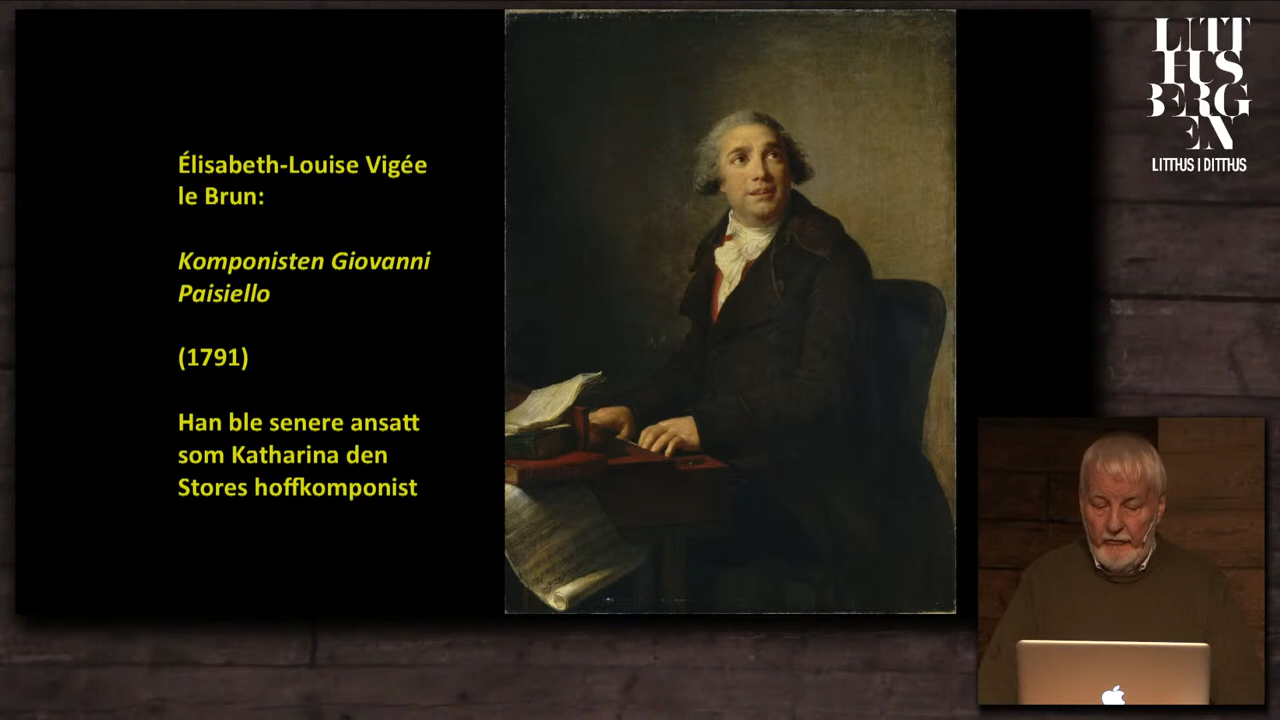 Élisabeth-Louise Vigée
le Brun:
Komponisten Giovanni
Paisiello
(1791)
Han ble senere ansatt
som Katharina den
Stores hoffkomponist
LITT
HUS
BERG
EN
LITTHUS I DITTHUS